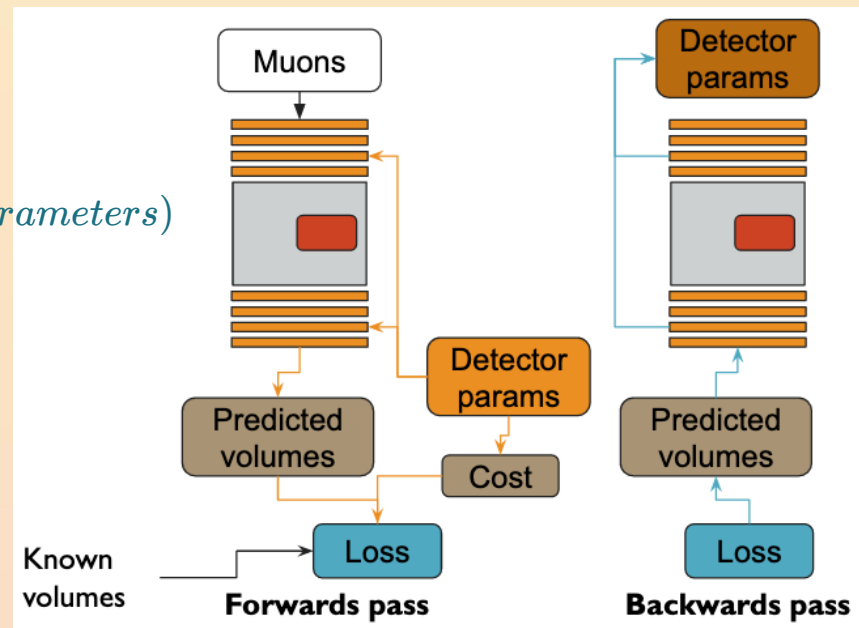 Muons
rameters)
Detector
params
Predicted
volumes
Cost
Loss
Known
volumes
Forwards pass
Detector
params
Predicted
volumes
Loss
Backwards pass